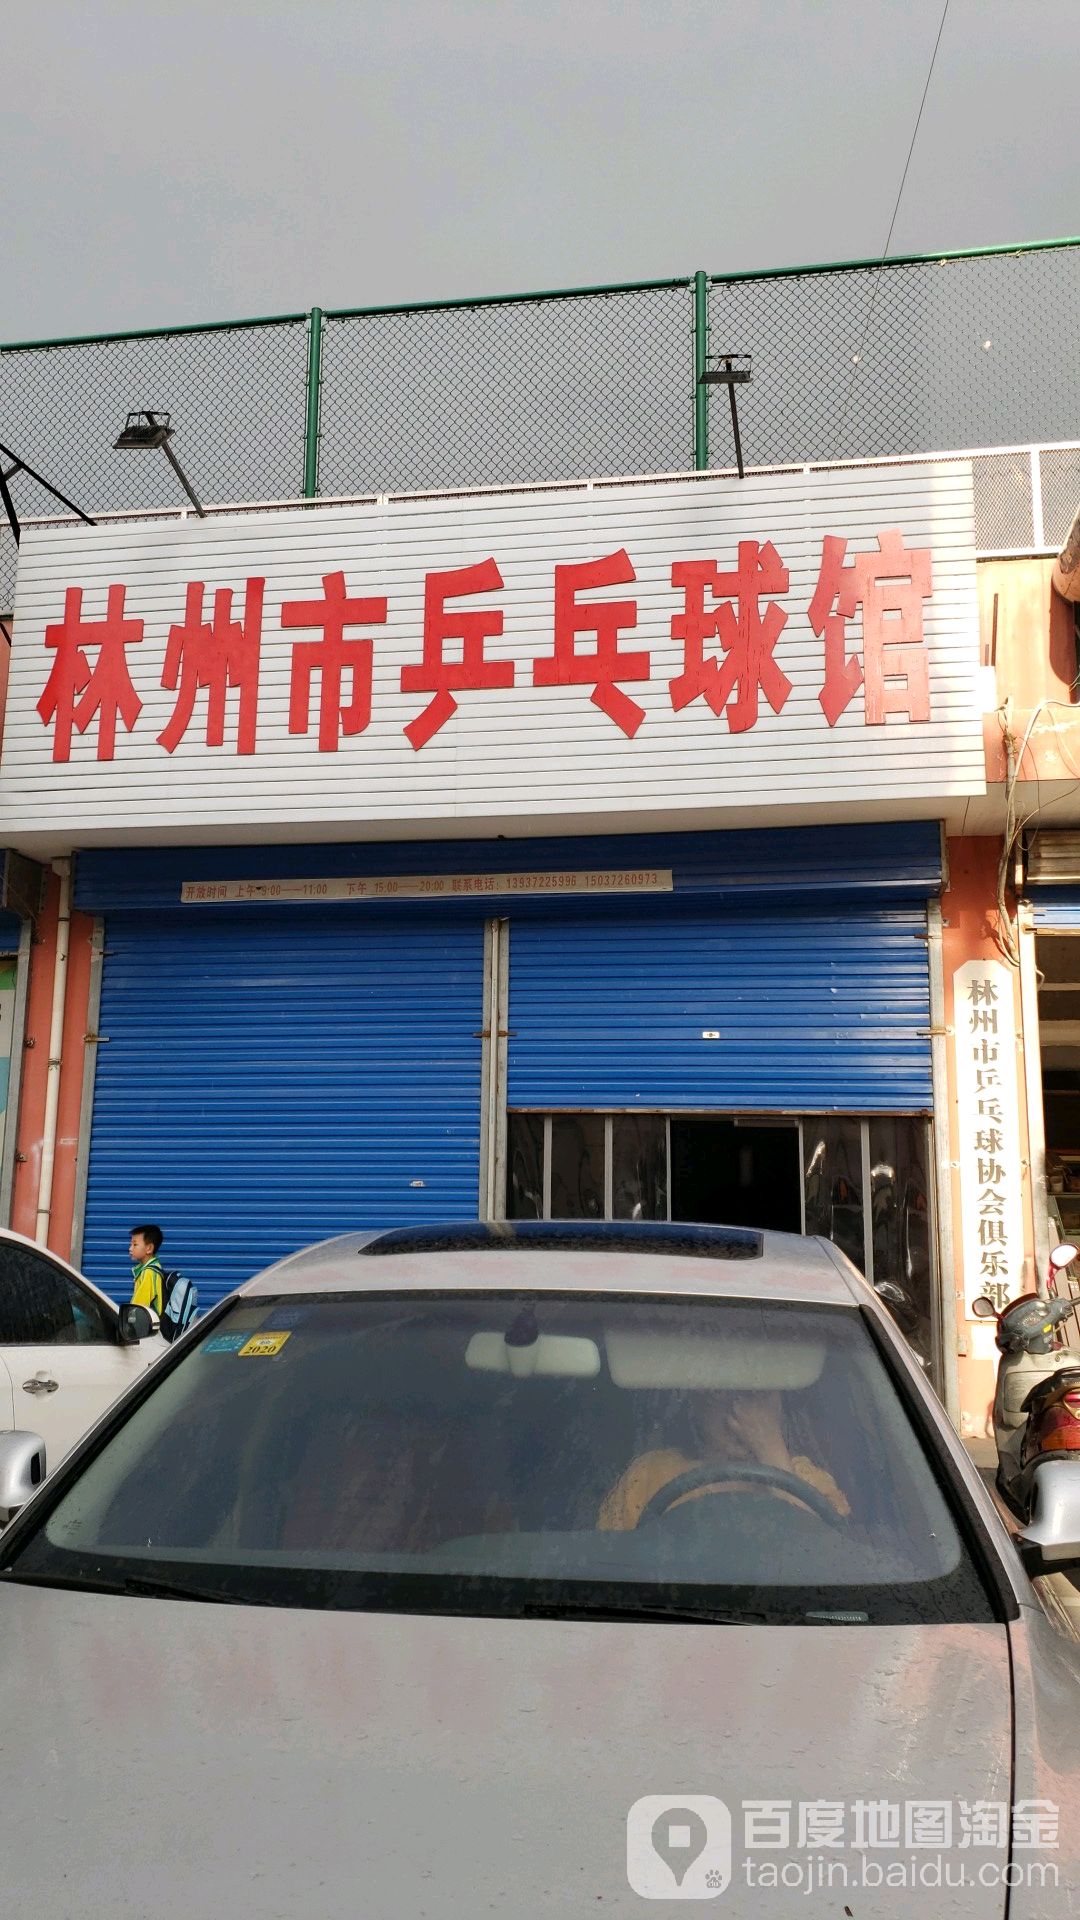 林州市乒乓球馆
开放时间 上午 9:00——11:00 下午 15:00——20:00 联系电话：13937225996 15037260973
林州市乒乓球协会俱乐部
2020
百度地图淘金
taojin.baidu.com